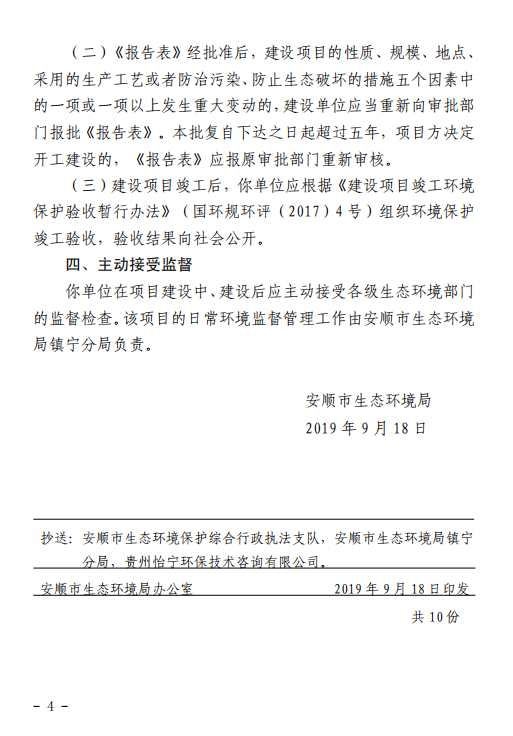 （二）《报告表》经批准后，建设项目的性质、规模、地点、
采用的生产工艺或者防治污染、防止生态破坏的措施五个因素中
的一项或一项以上发生重大变动的，建设单位应当重新向审批部
门报批《报告表》。本批复自下达之日起超过五年，项目方决定
开工建设的，《报告表》应报原审批部门重新审核。
（三）建设项目竣工后，你单位应根据《建设项目竣工环境
保护验收暂行办法》（国环规环评（2017）4号）组织环境保护
竣工验收，验收结果向社会公开。
四、主动接受监督
你单位在项目建设中、建设后应主动接受各级生态环境部门
的监督检查。该项目的日常环境监督管理工作由安顺市生态环境
局镇宁分局负责。
安顺市生态环境局
2019年9月18日
抄送：安顺市生态环境保护综合行政执法支队，安顺市生态环境局镇宁
分局，贵州怡宁环保技术咨询有限公司。
安顺市生态环境局办公室 2019年9月18日印发
共10份
- 4 -